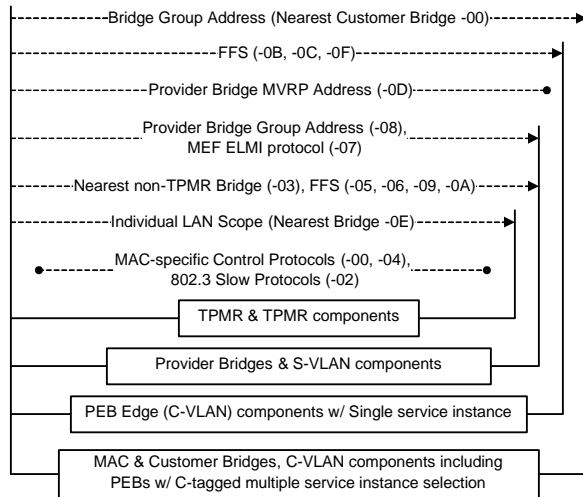 Bridge Group Address (Nearest Customer Bridge -00)
FFS (-0B, -0C, -0F)
Provider Bridge MVRP Address (-0D)
Provider Bridge Group Address (-08),
MEF ELMI protocol (-07)
Nearest non-TPMR Bridge (-03), FFS (-05, -06, -09, -0A)
Individual LAN Scope (Nearest Bridge -0E)
MAC-specific Control Protocols (-00, -04),
802.3 Slow Protocols (-02)
TPMR & TPMR components
Provider Bridges & S-VLAN components
PEB Edge (C-VLAN) components w/ Single service instance
MAC & Customer Bridges, C-VLAN components including
PEBs w/ C-tagged multiple service instance selection